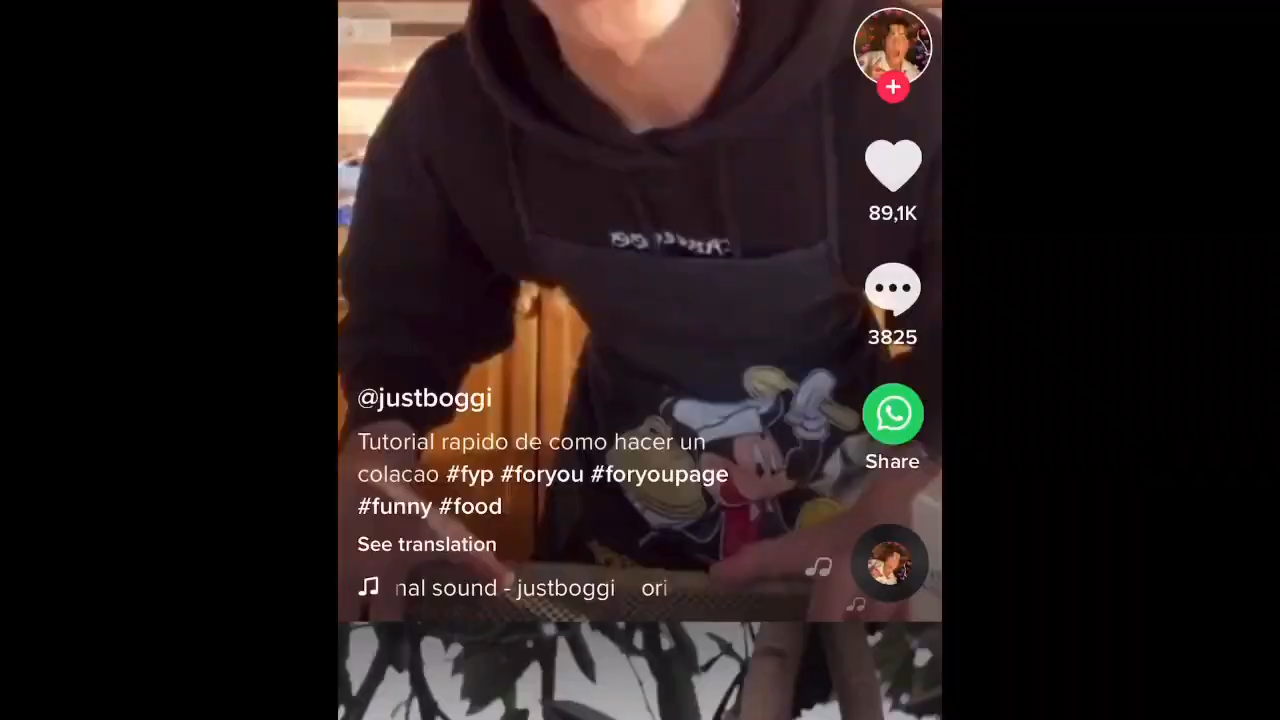 89,1K
3825
Share
@justboggi
Tutorial rapido de como hacer un
colacao #fyp #foryou #foryoupage
#funny #food
See translation
nal sound - justboggi ori